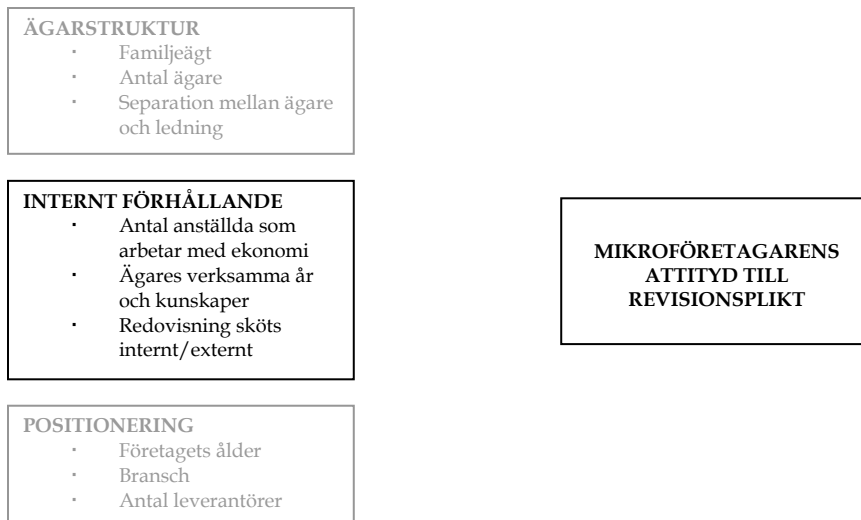 ÄGARSTRUKTUR
· Familjeägt
· Antal ägare
· Separation mellan ägare
och ledning
INTERNT FÖRHÅLLANDE
· Antal anställda som
arbetar med ekonomi
· Ägares verksamma år
och kunskaper
· Redovisning sköts
internt/externt
MIKROFÖRETAGARENS
ATTITYD TILL
REVISIONSPLIKT
POSITIONERING
· Företagets ålder
· Bransch
· Antal leverantörer